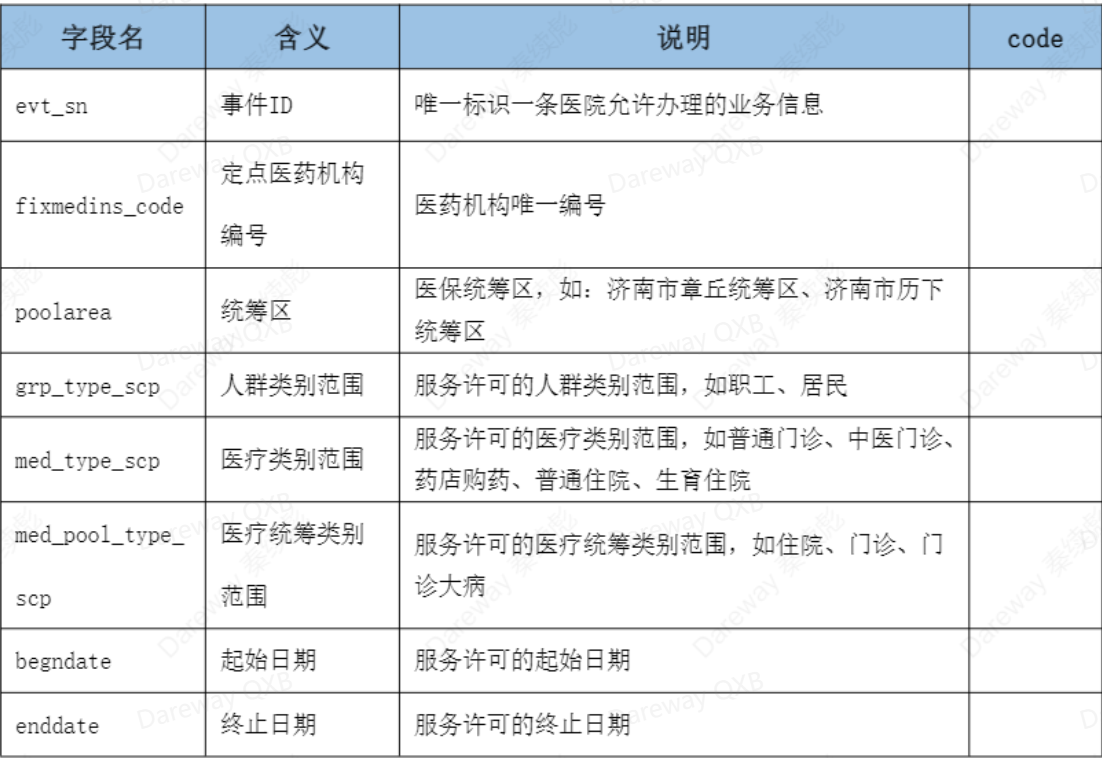 字段名 含义 说明 code
evt_sn 事件ID 唯一标识一条医院允许办理的业务信息
fixmedins_code 定点医药机构
编号 医药机构唯一编号
poolarea 统筹区 医保统筹区，如：济南市章丘统筹区、济南市历下
统筹区
grp_type_scp 人群类别范围 服务许可的人群类别范围，如职工、居民
med_type_scp 医疗类别范围 服务许可的医疗类别范围，如普通门诊、中医门诊、
药店购药、普通住院、生育住院
med_pool_type_
scp 医疗统筹类别
范围 服务许可的医疗统筹类别范围，如住院、门诊、门
诊大病
begndate 起始日期 服务许可的起始日期
enddate 终止日期 服务许可的终止日期
Dareway QXB
Dareway 秦续彪